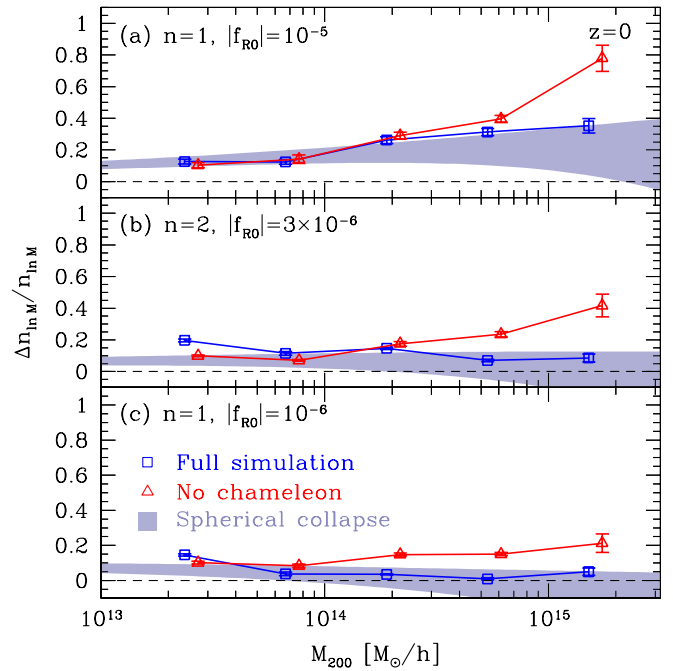 (a) n=1, |f_R0|=10^-5
z=0
1
0.8
0.6
0.4
0.2
0
(b) n=2, |f_R0|=3×10^-6
1
0.8
0.6
0.4
0.2
0
Δn_ln M/n_ln M
(c) n=1, |f_R0|=10^-6
1
0.8
0.6
0.4
0.2
0
Full simulation
No chameleon
Spherical collapse
10^13
10^14
10^15
M_200 [M_⊙/h]